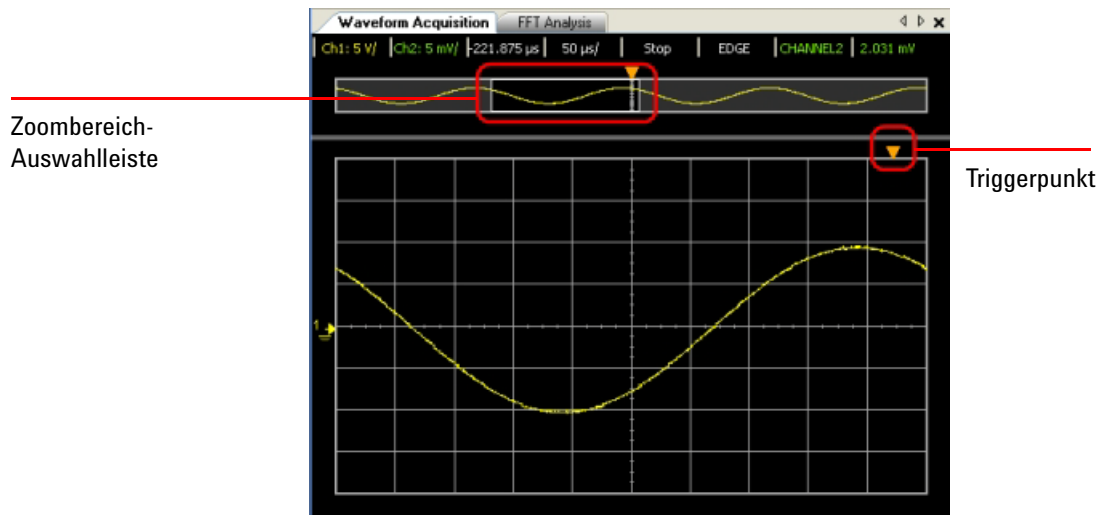 Waveform Acquisition FFT Analysis
Ch1: 5 V/ Ch2: 5 mV/ -221.875 µs 50 µs/ Stop EDGE CHANNEL2 2.031 mV
Zoombereich-
Auswahlleiste
Triggerpunkt
1